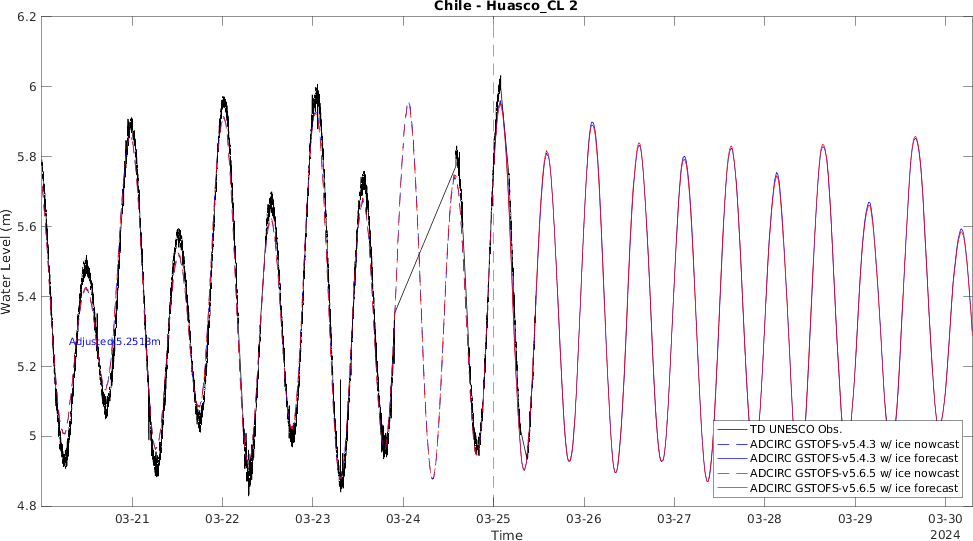 Chile - Huasco_CL 2
6.2
6
5.8
5.6
5.4
5.2
5
4.8
Water Level (m)
Adjusted 5.2513m
TD UNESCO Obs.
ADCIRC GSTOFS-v5.4.3 w/ ice nowcast
ADCIRC GSTOFS-v5.4.3 w/ ice forecast
ADCIRC GSTOFS-v5.6.5 w/ ice nowcast
ADCIRC GSTOFS-v5.6.5 w/ ice forecast
03-21 03-22 03-23 03-24 03-25 03-26 03-27 03-28 03-29 03-30
2024
Time